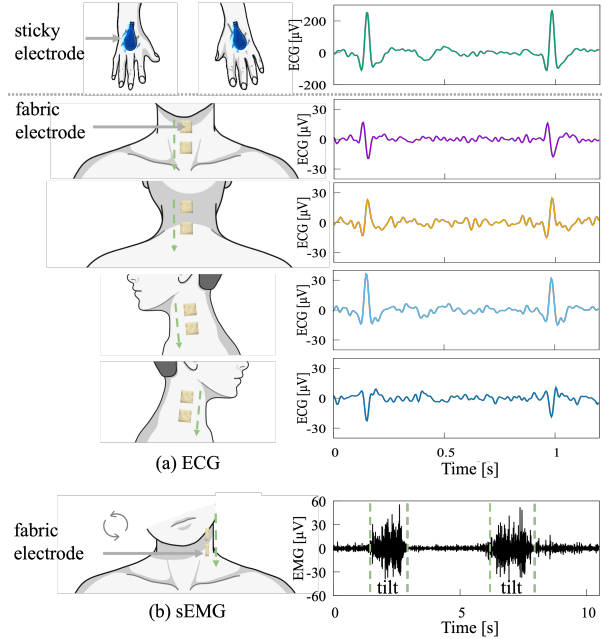 sticky
electrode
ECG [μV]
200
0
-200
fabric
electrode
ECG [μV]
30
0
-30
ECG [μV]
30
0
-30
ECG [μV]
30
0
-30
ECG [μV]
30
0
-30
0
0.5
1
Time [s]
(a) ECG
fabric
electrode
EMG [μV]
60
30
0
-30
-60
tilt
tilt
0
5
10
Time [s]
(b) sEMG